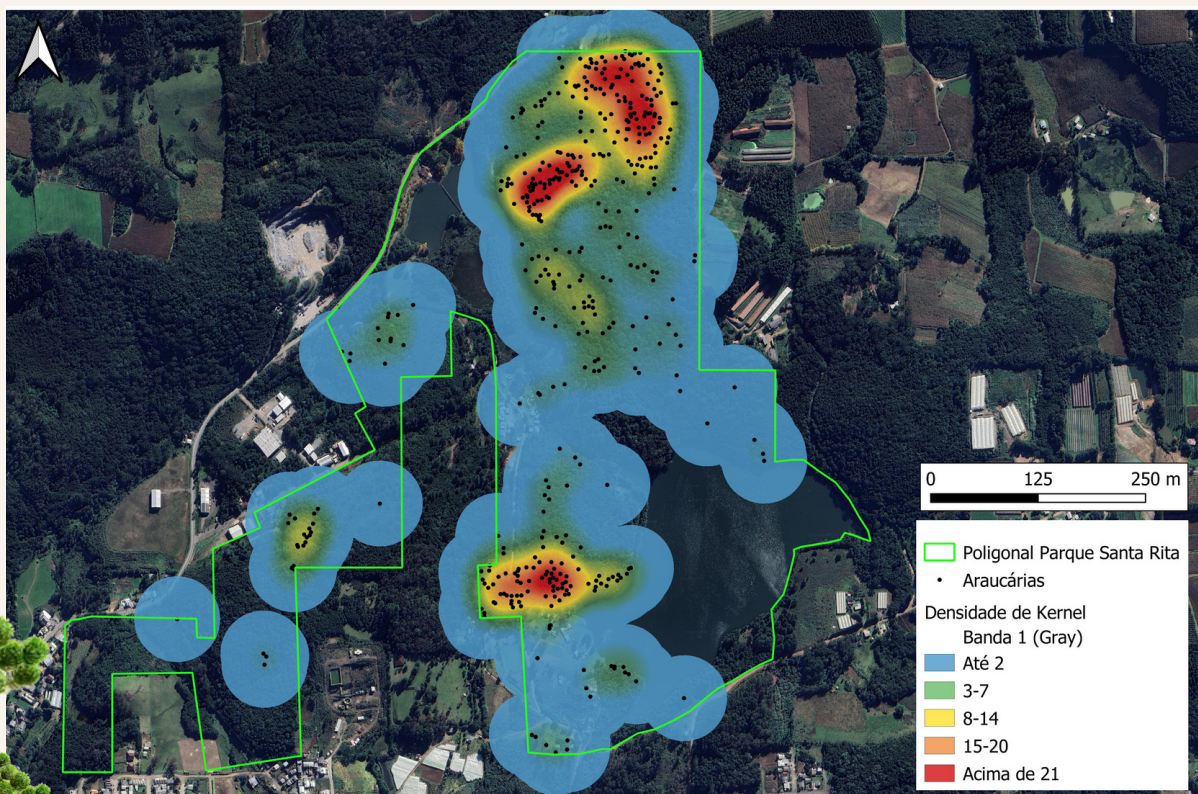 0 125 250 m
Poligonal Parque Santa Rita
Araucárias
Densidade de Kernel
Banda 1 (Gray)
Até 2
3-7
8-14
15-20
Acima de 21